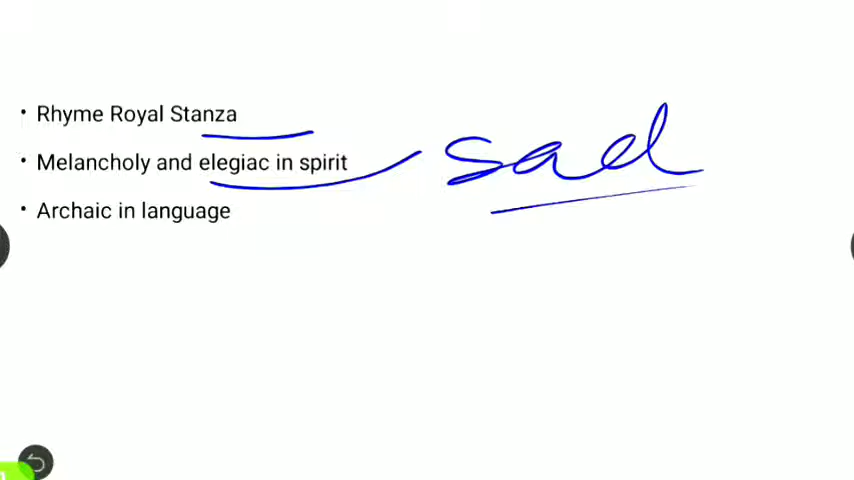 • Rhyme Royal Stanza
• Melancholy and elegiac in spirit
sad
• Archaic in language